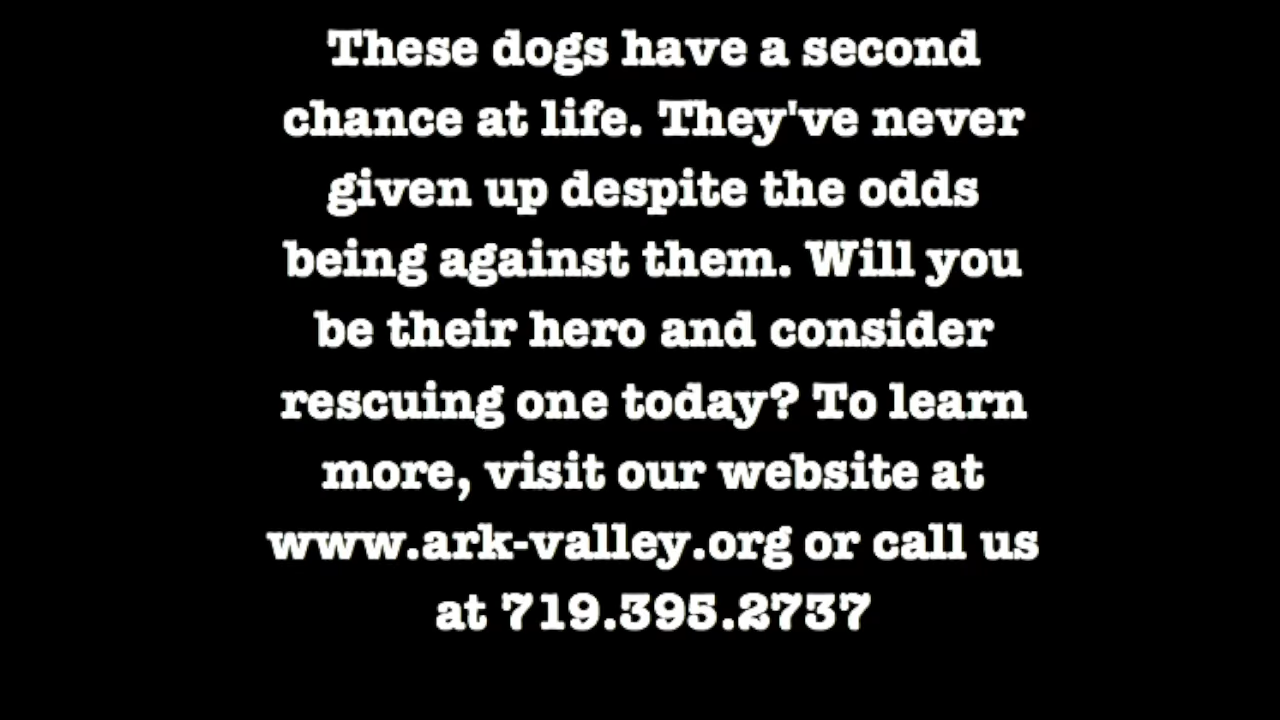 These dogs have a second
chance at life. They've never
given up despite the odds
being against them. Will you
be their hero and consider
rescuing one today? To learn
more, visit our website at
www.ark-valley.org or call us
at 719.395.2737